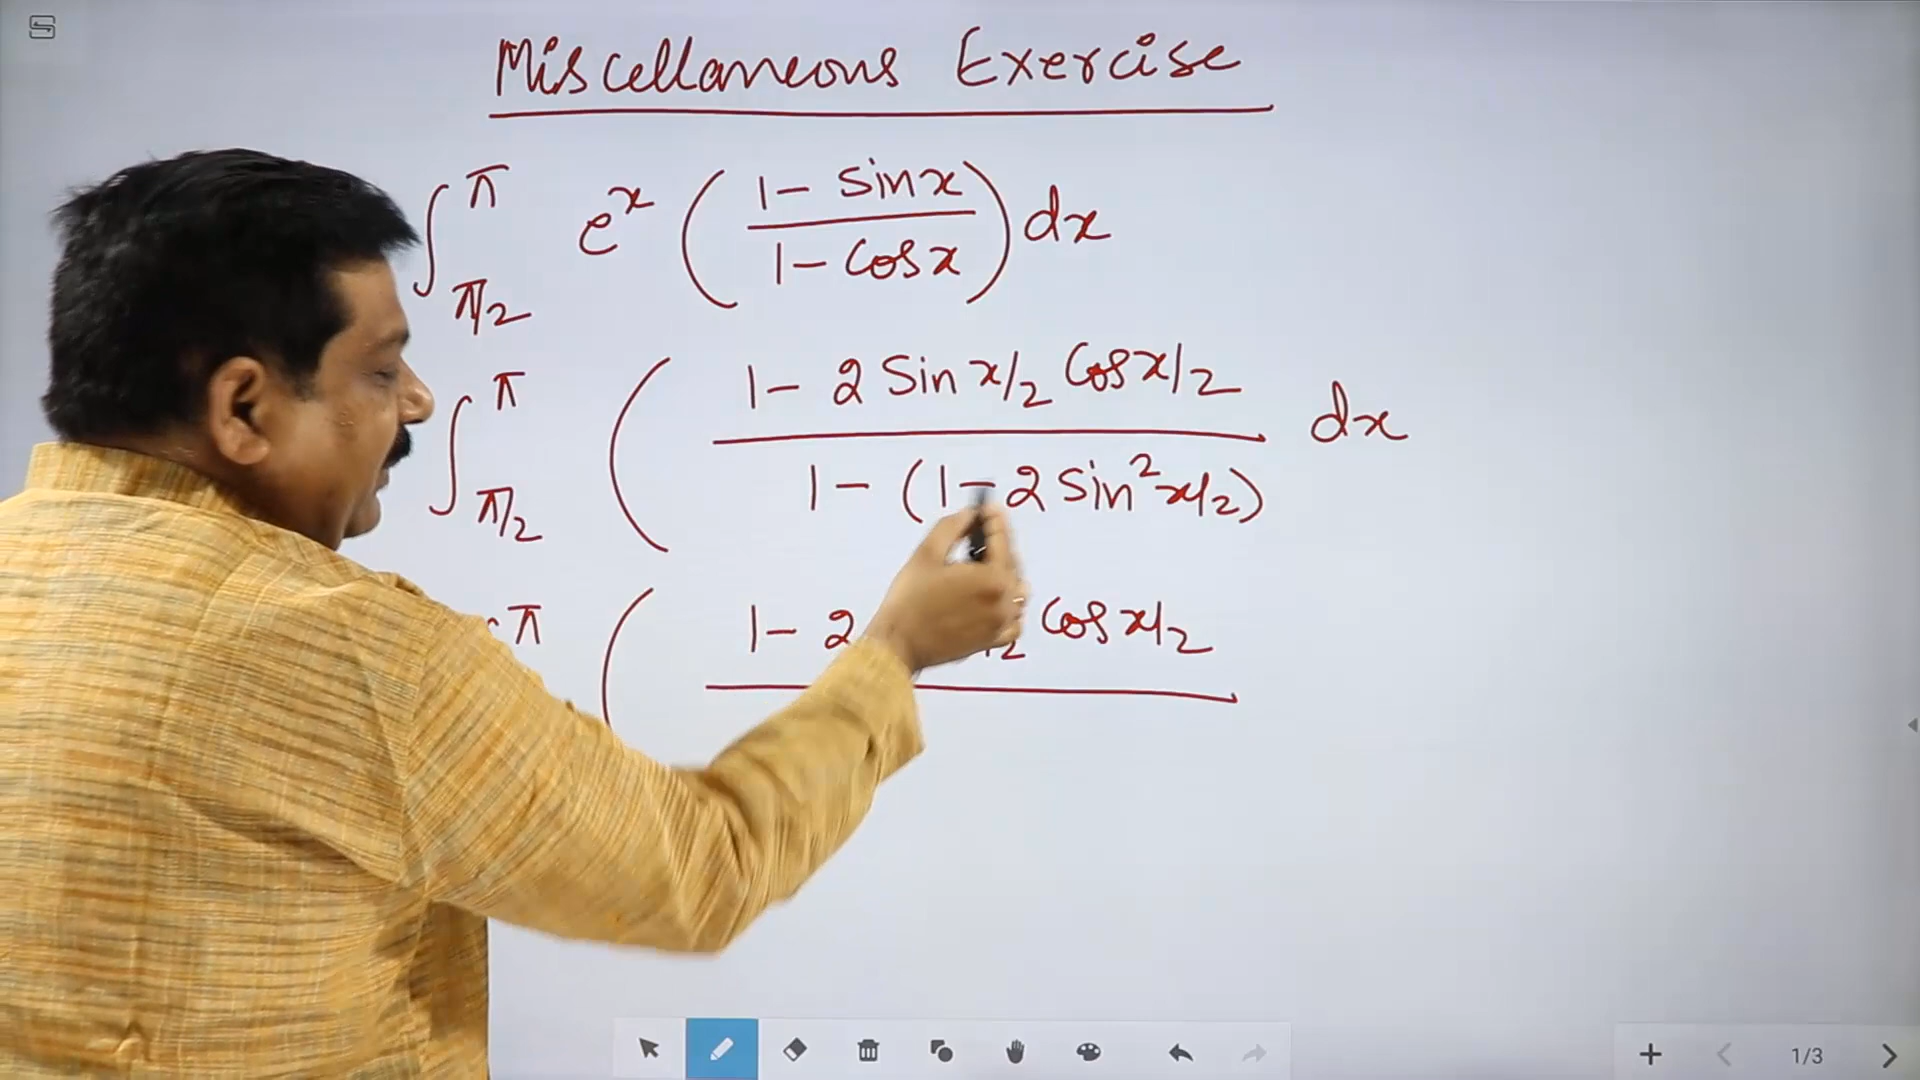 Miscellaneous Exercise
∫_{π/2}^{π} e^x ( (1 - Sin x) / (1 - Cos x) ) dx
∫_{π/2}^{π} ( (1 - 2 Sin x/2 Cos x/2) / (1 - (1 - 2 Sin² x/2)) dx
π ( 1 - 2 /2 Cos x/2
1/3